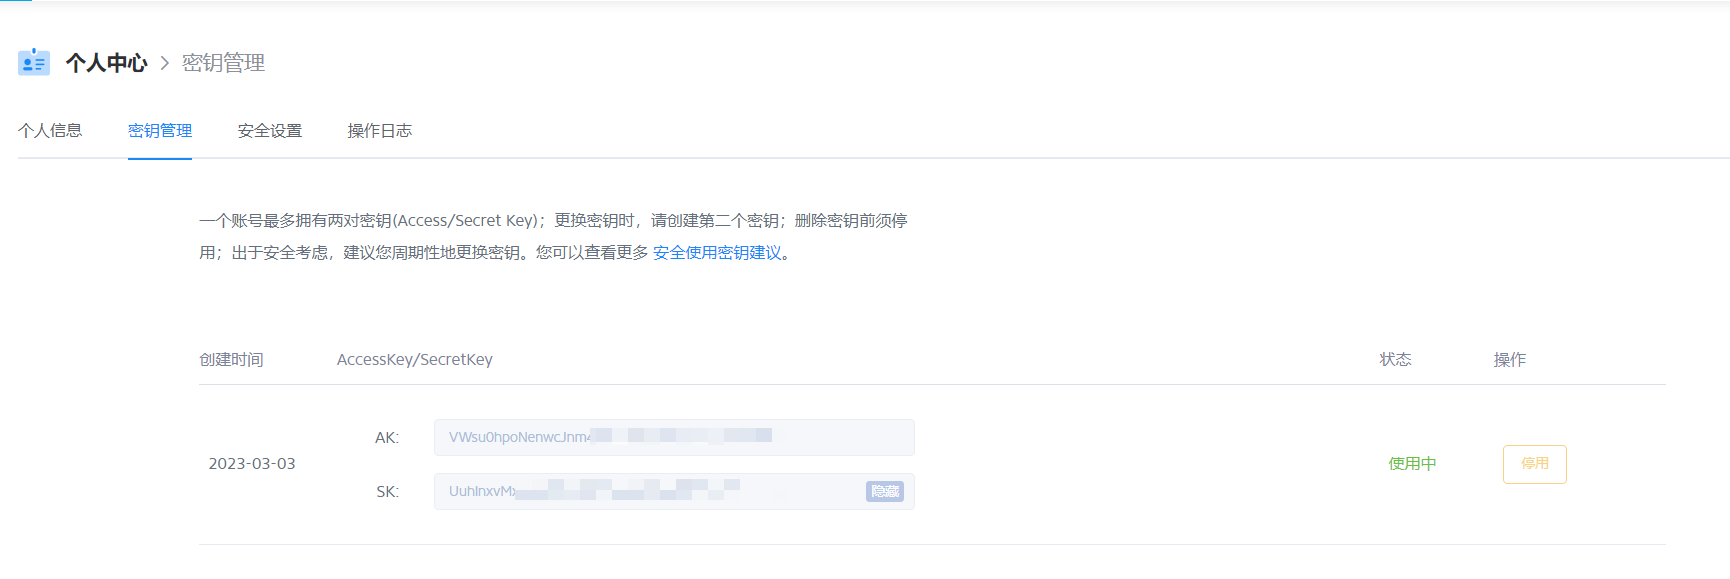 个人中心 > 密钥管理
个人信息 密钥管理 安全设置 操作日志
一个账号最多拥有两对密钥(Access/Secret Key)；更换密钥时，请创建第二个密钥；删除密钥前须停
用；出于安全考虑，建议您周期性地更换密钥。您可以查看更多 安全使用密钥建议。
创建时间 AccessKey/SecretKey 状态 操作
AK: VWsu0hpoNenwcJnm4
2023-03-03 使用中 停用
SK: UuhInxvMx 隐藏